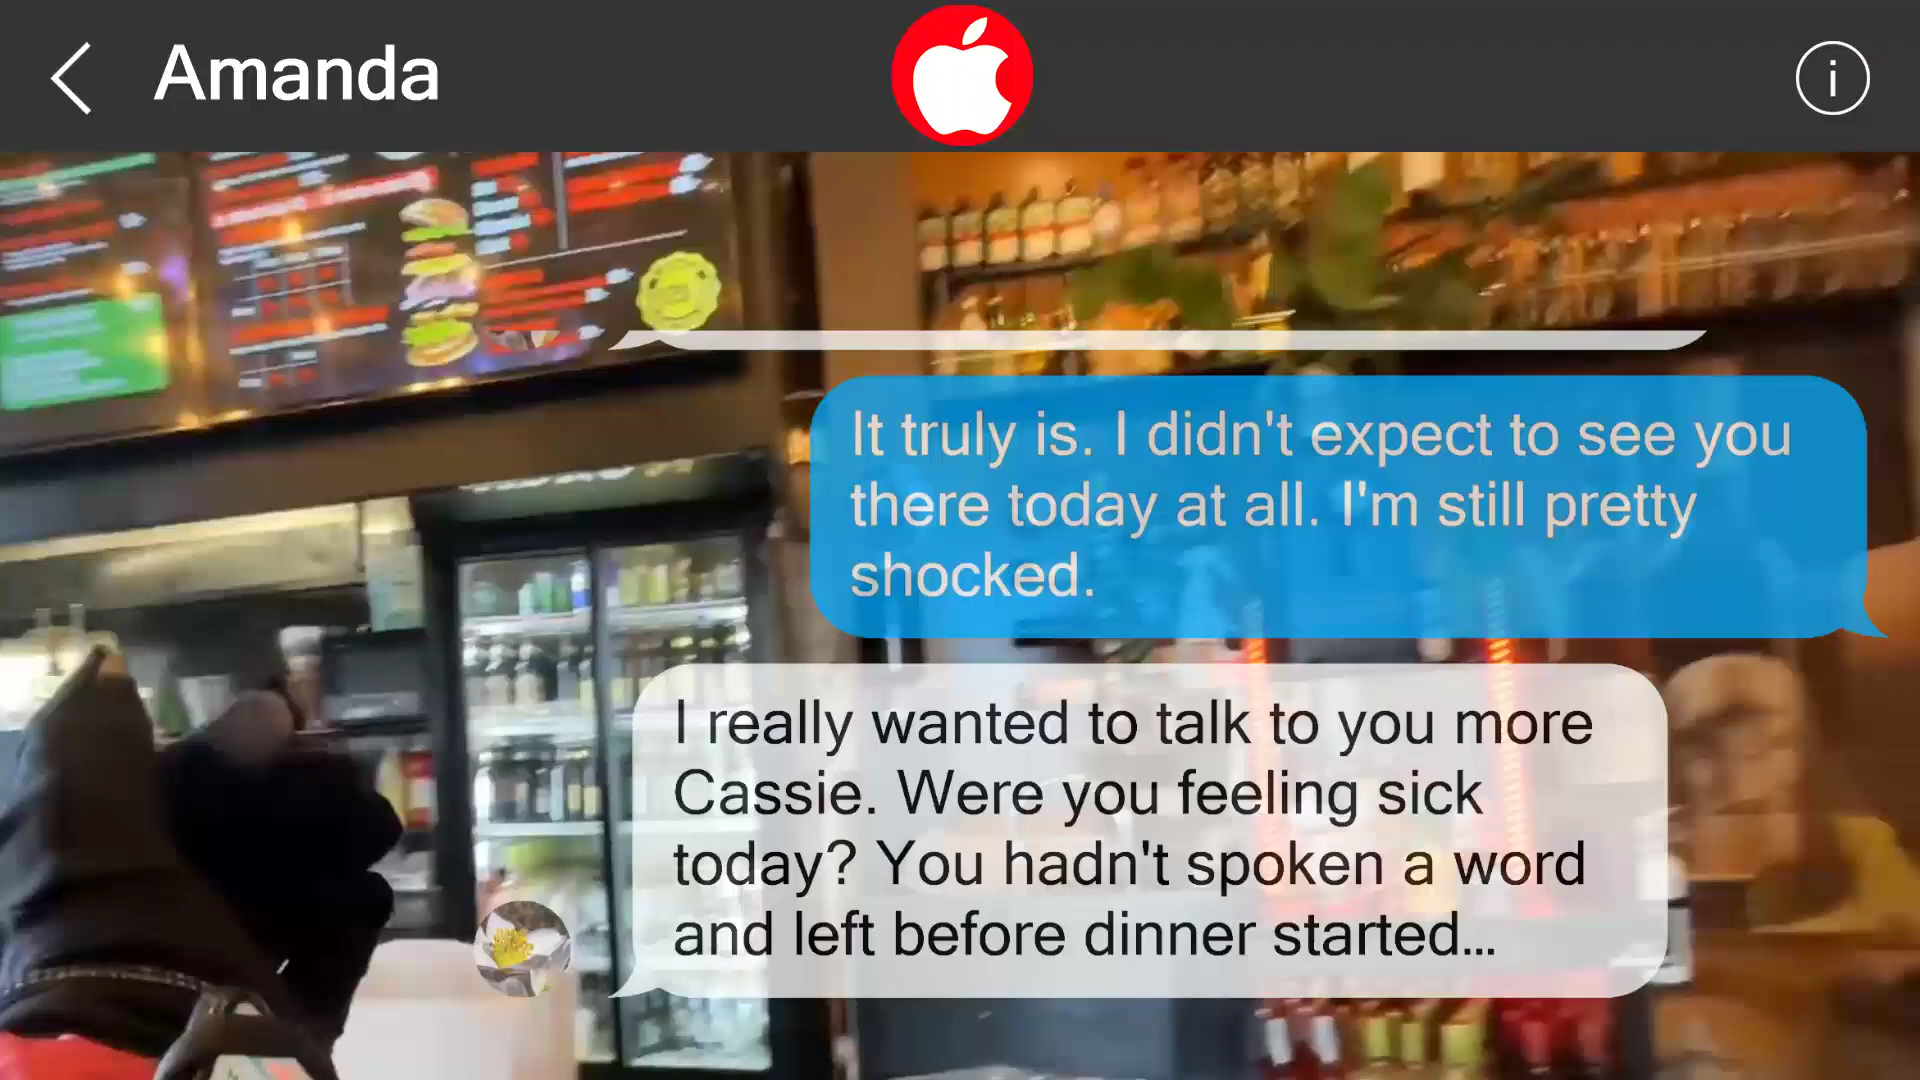 Amanda
It truly is. I didn't expect to see you
there today at all. I'm still pretty
shocked.
I really wanted to talk to you more
Cassie. Were you feeling sick
today? You hadn't spoken a word
and left before dinner started...